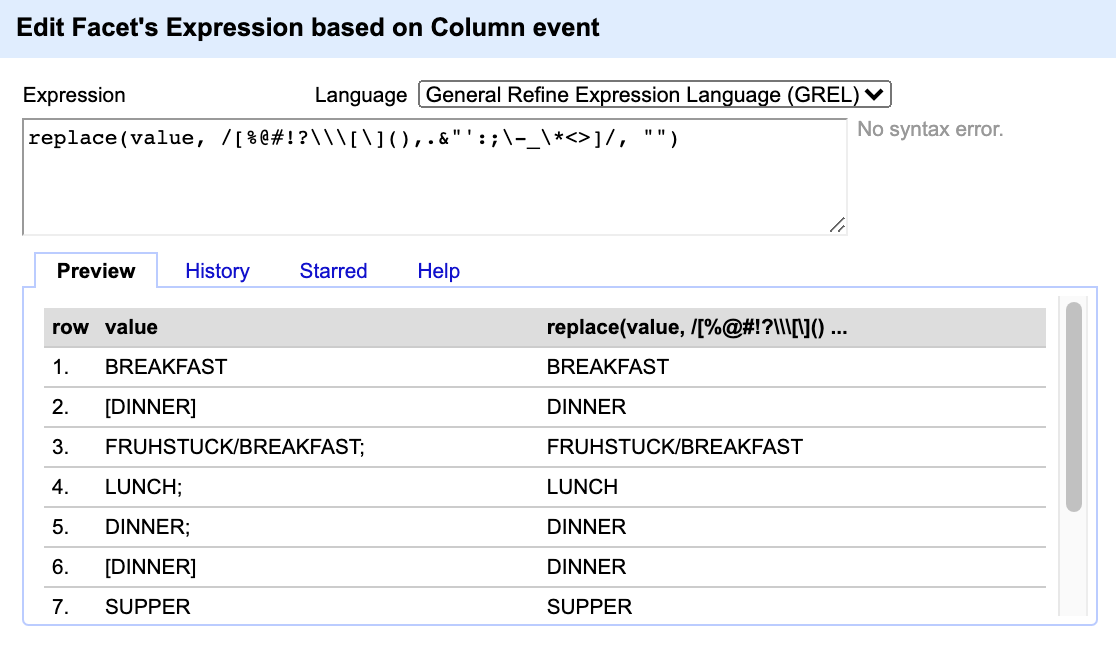 Edit Facet's Expression based on Column event
Expression Language General Refine Expression Language (GREL)
replace(value, /[%@#!?\\\[\](),.&"':;\-_\*<>]/, "")
No syntax error.
Preview History Starred Help
row value replace(value, /[%@#!?\\\[\]() ...
1. BREAKFAST BREAKFAST
2. [DINNER] DINNER
3. FRUHSTUCK/BREAKFAST; FRUHSTUCK/BREAKFAST
4. LUNCH; LUNCH
5. DINNER; DINNER
6. [DINNER] DINNER
7. SUPPER SUPPER